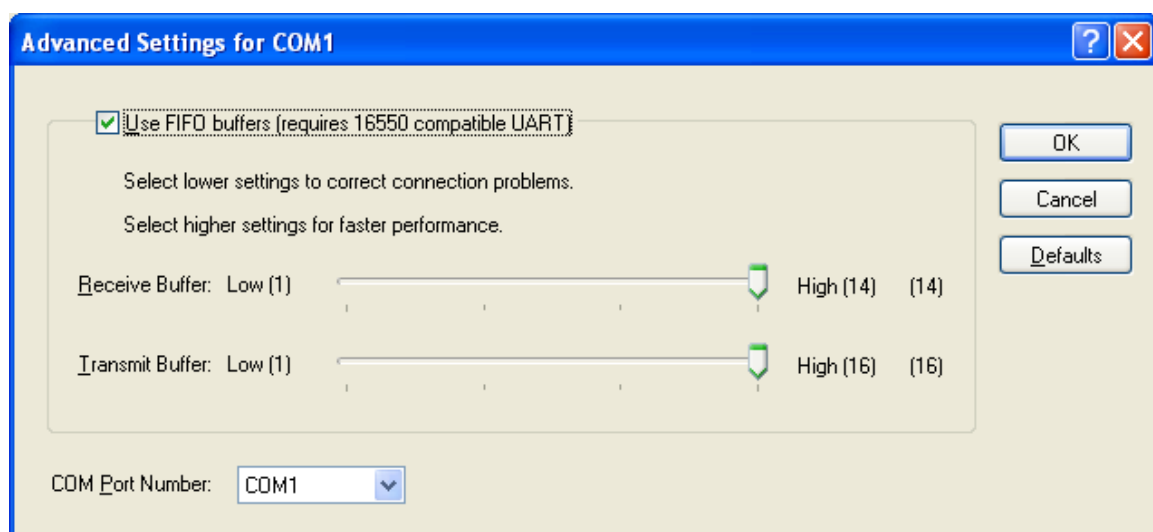 Advanced Settings for COM1
Use FIFO buffers (requires 16550 compatible UART)
OK
Select lower settings to correct connection problems.
Cancel
Select higher settings for faster performance.
Defaults
Receive Buffer: Low (1) High (14) (14)
Transmit Buffer: Low (1) High (16) (16)
COM Port Number: COM1